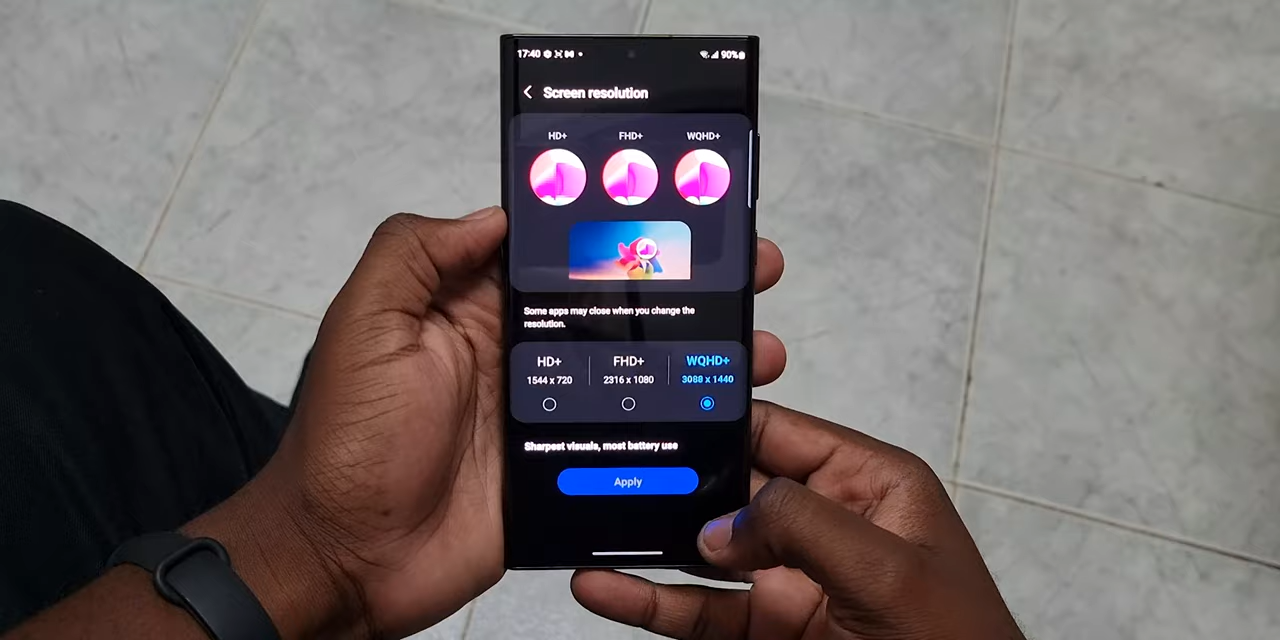 17:40
90%
Screen resolution
HD+ FHD+ WQHD+
Some apps may close when you change the
resolution.
HD+ FHD+ WQHD+
1544 x 720 2316 x 1080 3088 x 1440
Sharpest visuals, most battery use
Apply